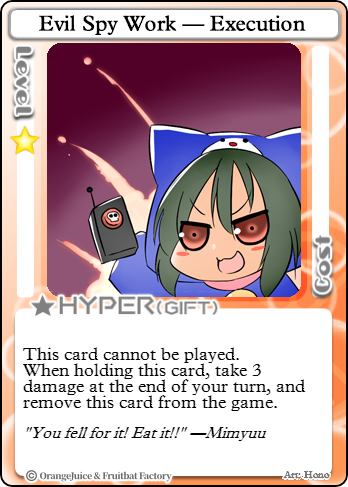 Evil Spy Work — Execution
Level
Cost
HYPER(GIFT)
This card cannot be played.
When holding this card, take 3
damage at the end of your turn, and
remove this card from the game.
"You fell for it! Eat it!!" —Mimyuu
© OrangeJuice & Fruitbat Factory
Art: Hono